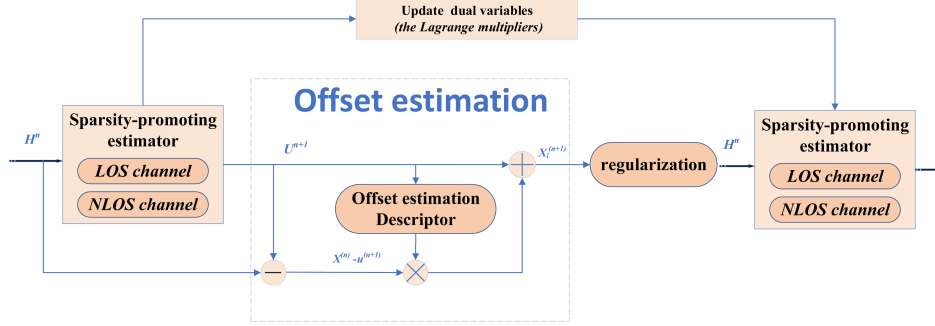 Update dual variables
(the Lagrange multipliers)
Offset estimation
H^n
Sparsity-promoting
estimator
LOS channel
NLOS channel
U^{n+1}
Offset estimation
Descriptor
X^{(n)} -u^{(n+1)}
X_i^{(n+1)}
regularization
H^n
Sparsity-promoting
estimator
LOS channel
NLOS channel